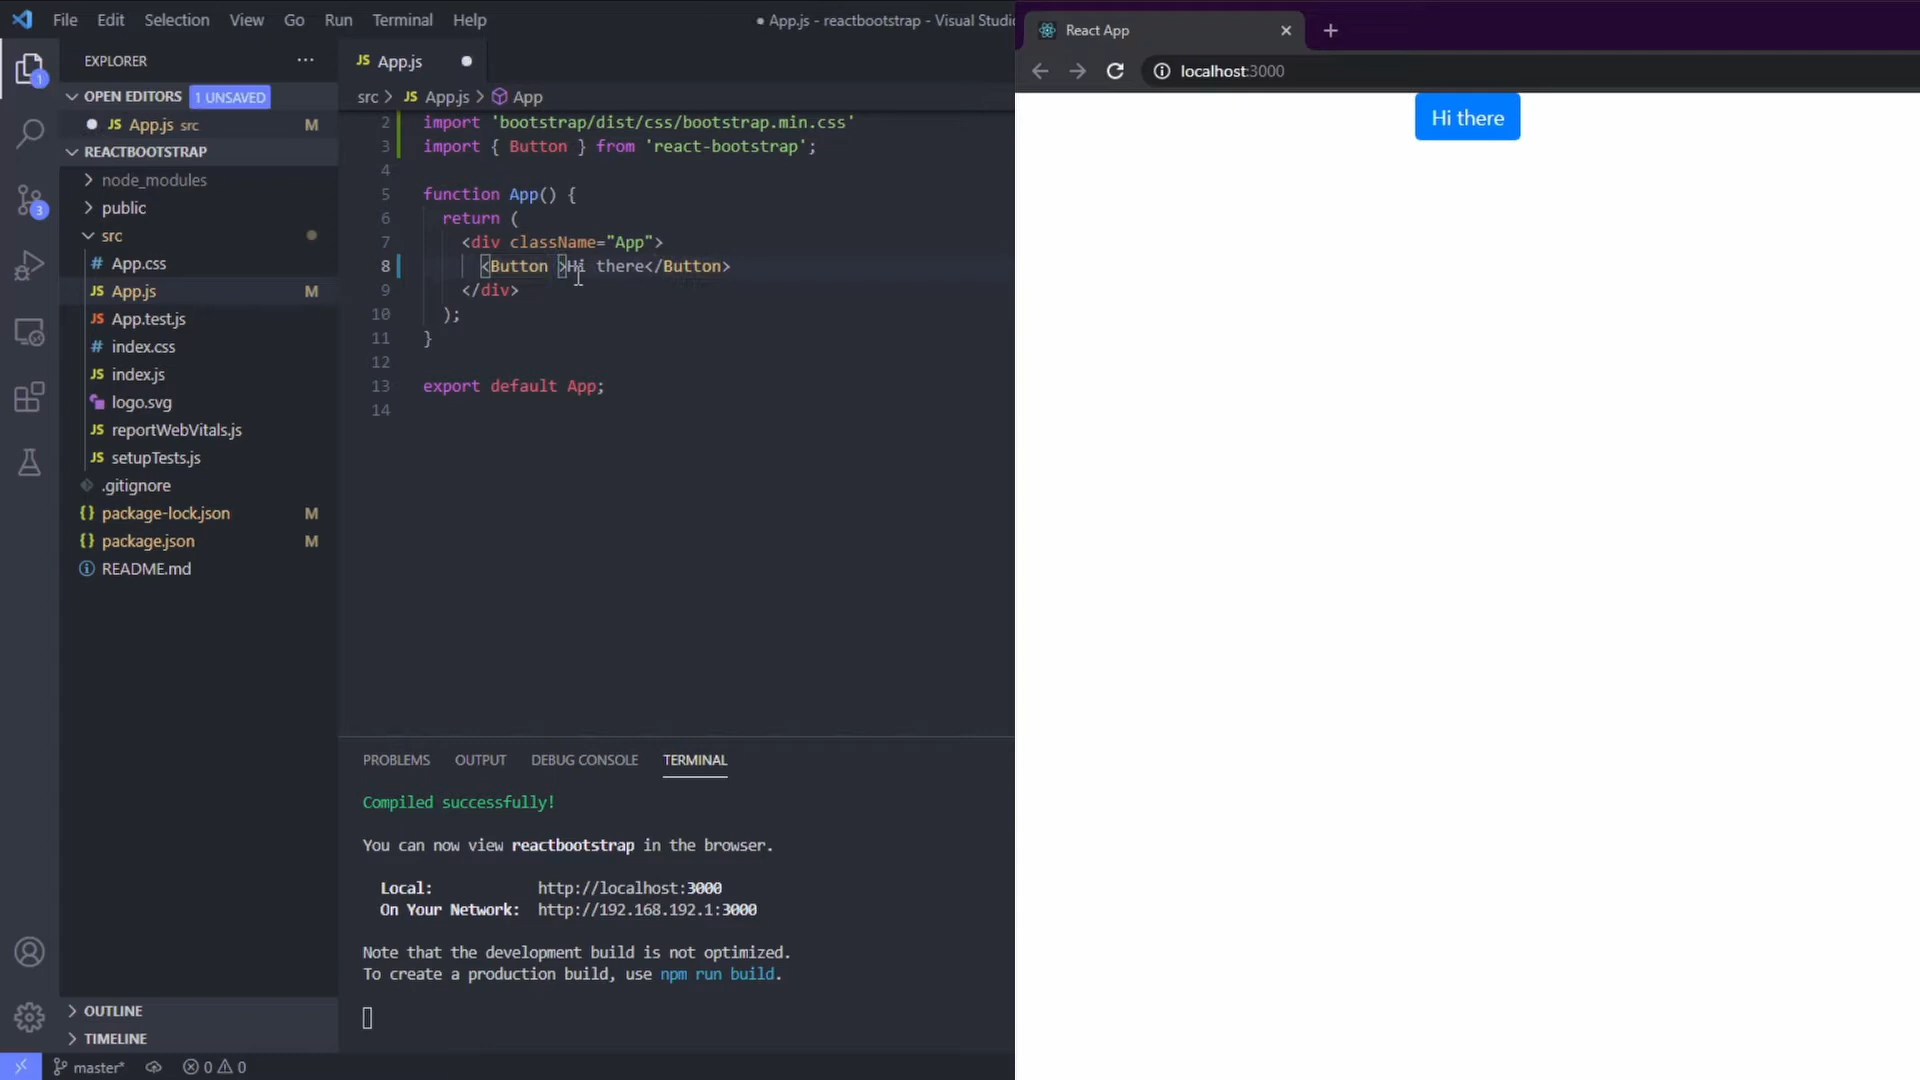 File Edit Selection View Go Run Terminal Help
● App.js - reactbootstrap - Visual Studio
EXPLORER
OPEN EDITORS 1 UNSAVED
JS App.js src M
REACTBOOTSTRAP
node_modules
public
src
# App.css
JS App.js M
JS App.test.js
# index.css
JS index.js
logo.svg
JS reportWebVitals.js
JS setupTests.js
.gitignore
{} package-lock.json M
{} package.json M
README.md
OUTLINE
TIMELINE
1
3
JS App.js
src > JS App.js > App
2 import 'bootstrap/dist/css/bootstrap.min.css'
3 import { Button } from 'react-bootstrap';
4
5 function App() {
6 return (
7 <div className="App">
8 <Button >Hi there</Button>
9 </div>
10 );
11 }
12
13 export default App;
14
PROBLEMS OUTPUT DEBUG CONSOLE TERMINAL
Compiled successfully!
You can now view reactbootstrap in the browser.
Local: http://localhost:3000
On Your Network: http://192.168.192.1:3000
Note that the development build is not optimized.
To create a production build, use npm run build.
master* 0 0
React App
localhost:3000
Hi there